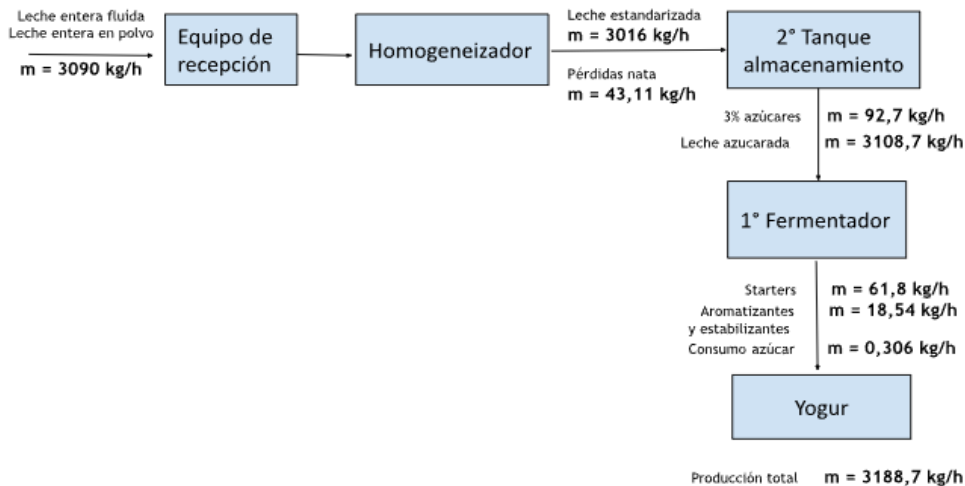 Leche entera fluida
Leche entera en polvo
m = 3090 kg/h
Equipo de
recepción
Homogeneizador
Leche estandarizada
m = 3016 kg/h
Pérdidas nata
m = 43,11 kg/h
2° Tanque
almacenamiento
3% azúcares m = 92,7 kg/h
Leche azucarada m = 3108,7 kg/h
1° Fermentador
Starters m = 61,8 kg/h
Aromatizantes m = 18,54 kg/h
y estabilizantes
Consumo azúcar m = 0,306 kg/h
Yogur
Producción total m = 3188,7 kg/h